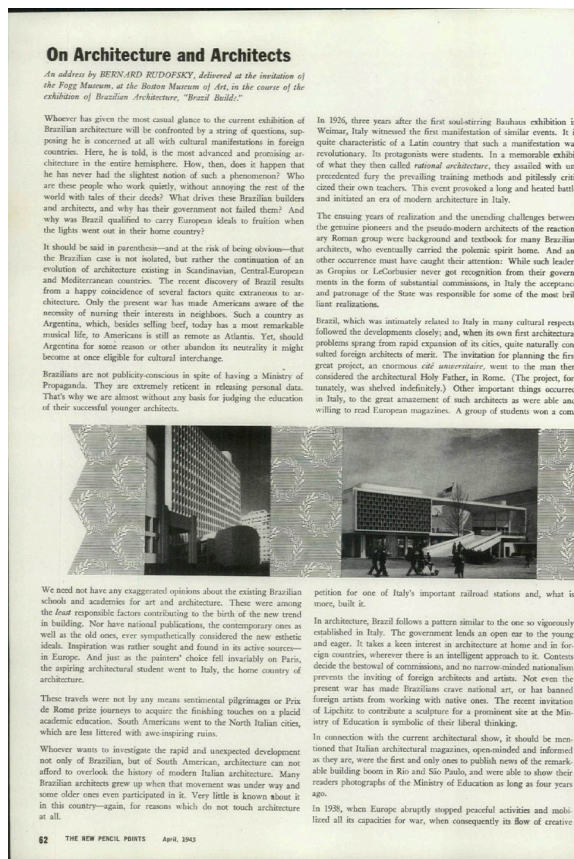 On Architecture and Architects
An address by BERNARD RUDOFSKY, delivered at the invitation of
the Fogg Museum, at the Boston Museum of Art, in the course of the
exhibition of Brazilian Architecture, "Brazil Builds."
Whoever has given the most casual glance to the current exhibition of
Brazilian architecture will be confronted by a string of questions, sup-
posing he is concerned at all with cultural manifestations in foreign
countries. Here, he is told, is the most advanced and promising ar-
chitecture in the entire hemisphere. How, then, does it happen that
he has never had the slightest notion of such a phenomenon? Who
are these people who work quietly, without annoying the rest of the
world with tales of their deeds? What drives these Brazilian builders
and architects, and why has their government not failed them? And
why was Brazil qualified to carry European ideals to fruition when
the lights went out in their home country?
It should be said in parenthesis—and at the risk of being obvious—that
the Brazilian case is not isolated, but rather the continuation of an
evolution of architecture existing in Scandinavian, Central-European
and Mediterranean countries. The recent discovery of Brazil results
from a happy coincidence of several factors quite extraneous to ar-
chitecture. Only the present war has made Americans aware of the
necessity of nursing their interests in neighbors. Such a country as
Argentina, which, besides selling beef, today has a most remarkable
musical life, to Americans is still as remote as Atlantis. Yet, should
Argentina for some reason or other abandon its neutrality it might
become at once eligible for cultural interchange.
Brazilians are not publicity-conscious in spite of having a Ministry of
Propaganda. They are extremely reticent in releasing personal data.
That's why we are almost without any basis for judging the education
of their successful younger architects.
We need not have any exaggerated opinions about the existing Brazilian
schools and academies for art and architecture. These were among
the least responsible factors contributing to the birth of the new trend
in building. Nor have national publications, the contemporary ones as
well as the old ones, ever sympathetically considered the new esthetic
ideals. Inspiration was rather sought and found in its active sources—
in Europe. And just as the painters' choice fell invariably on Paris,
the aspiring architectural student went to Italy, the home country of
architecture.
These travels were not by any means sentimental pilgrimages or Prix
de Rome prize journeys to acquire the finishing touches on a placid
academic education. South Americans went to the North Italian cities,
which are less littered with awe-inspiring ruins.
Whoever wants to investigate the rapid and unexpected development
not only of Brazilian, but of South American, architecture can not
afford to overlook the history of modern Italian architecture. Many
Brazilian architects grew up when that movement was under way and
some older ones even participated in it. Very little is known about it
in this country—again, for reasons which do not touch architecture
at all.
In 1926, three years after the first soul-stirring Bauhaus exhibition
Weimar, Italy witnessed the first manifestation of similar events. It
quite characteristic of a Latin country that such a manifestation
revolutionary. Its protagonists were students. In a memorable
of what they then called rational architecture, they assailed with
precedented fury the prevailing training methods and pitilessly
cized their own teachers. This event provoked a long and heated
and initiated an era of modern architecture in Italy.
The ensuing years of realization and the unending challenges
the genuine pioneers and the pseudo-modern architects of the reaction-
ary Roman group were background and textbook for many Brazilian
architects, who eventually carried the polemic spirit home. And
other occurrence must have caught their attention: While such
as Gropius or LeCorbusier never got recognition from their govern-
ments in the form of substantial commissions, in Italy the acceptance
and patronage of the State was responsible for some of the most bril-
liant realizations.
Brazil, which was intimately related to Italy in many cultural respects
followed the developments closely; and, when its own first architectural
problems sprang from rapid expansion of its cities, quite naturally con-
sulted foreign architects of merit. The invitation for planning the
great project, an enormous cité universitaire, went to the man
considered the architectural Holy Father, in Rome. (The project, for-
tunately, was shelved indefinitely.) Other important things
in Italy, to the great amazement of such architects as were able
willing to read European magazines. A group of students won a com-
petition for one of Italy's important railroad stations and, what is
more, built it.
In architecture, Brazil follows a pattern similar to the one so vigorously
established in Italy. The government lends an open ear to the young
and eager. It takes a keen interest in architecture at home and in for-
eign countries, wherever there is an intelligent approach to it. Contests
decide the bestowal of commissions, and no narrow-minded nationalism
prevents the inviting of foreign architects and artists. Not even the
present war has made Brazilians crave national art, or has banned
foreign artists from working with native ones. The recent invitation
of Lipchitz to contribute a sculpture for a prominent site at the Min-
istry of Education is symbolic of their liberal thinking.
In connection with the current architectural show, it should be men-
tioned that Italian architectural magazines, open-minded and informed
as they are, were the first and only ones to publish news of the remark-
able building boom in Rio and São Paulo, and were able to show their
readers photographs of the Ministry of Education as long as four years
ago.
In 1938, when Europe abruptly stopped peaceful activities and mobi-
lized all its capacities for war, when consequently its flow of creative
62 THE NEW PENCIL POINTS April, 1943